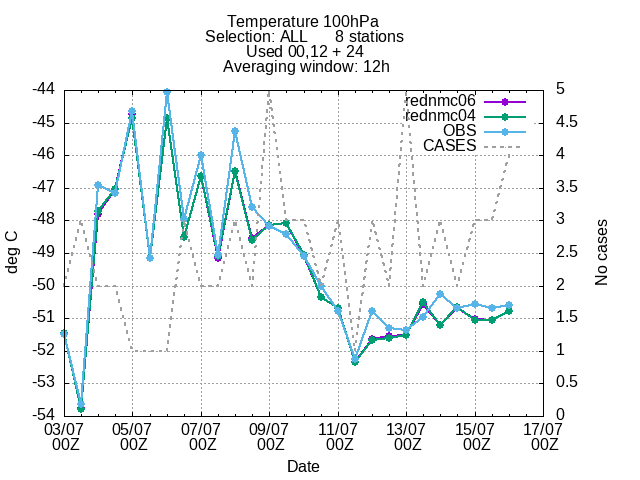 Temperature 100hPa
Selection: ALL 8 stations
Used 00,12 + 24
Averaging window: 12h
rednmc06
rednmc04
OBS
CASES
-44
-45
-46
-47
-48
-49
-50
-51
-52
-53
-54
deg C
5
4.5
4
3.5
3
2.5
2
1.5
1
0.5
0
No cases
03/07 05/07 07/07 09/07 11/07 13/07 15/07 17/07
00Z 00Z 00Z 00Z 00Z 00Z 00Z 00Z
Date